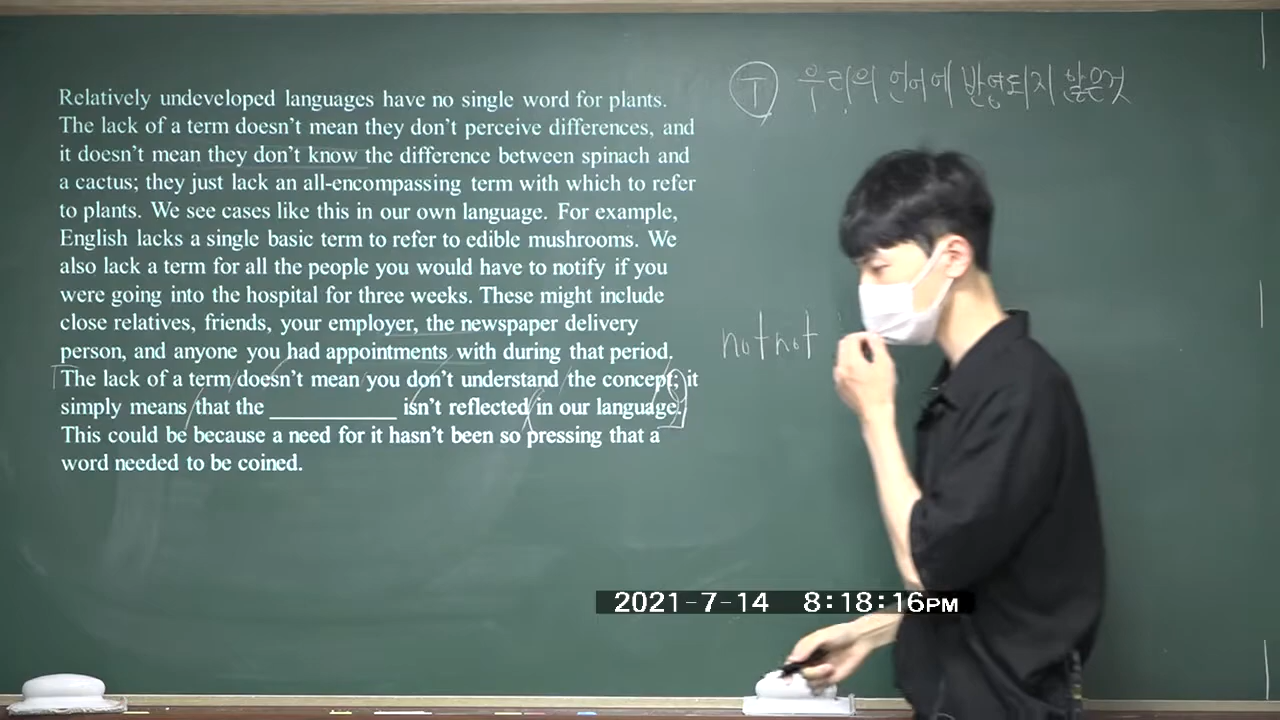 Relatively undeveloped languages have no single word for plants.
The lack of a term doesn't mean they don't perceive differences, and
it doesn't mean they don't know the difference between spinach and
a cactus; they just lack an all-encompassing term with which to refer
to plants. We see cases like this in our own language. For example,
English lacks a single basic term to refer to edible mushrooms. We
also lack a term for all the people you would have to notify if you
were going into the hospital for three weeks. These might include
close relatives, friends, your employer, the newspaper delivery
person, and anyone you had appointments with during that period.
The lack of a term doesn't mean you don't understand the concept; it
simply means that the ____________ isn't reflected in our language.
This could be because a need for it hasn't been so pressing that a
word needed to be coined.
T 우리의 언어에 반영되지 않은것
not not
2021-7-14 8:18:16PM